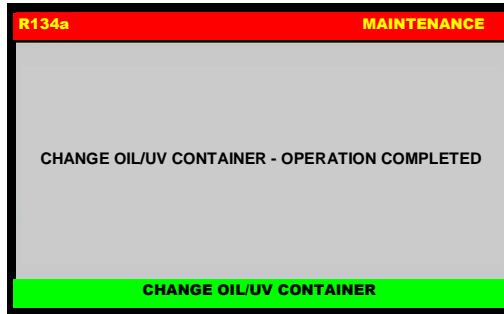 R134a MAINTENANCE
CHANGE OIL/UV CONTAINER - OPERATION COMPLETED
CHANGE OIL/UV CONTAINER